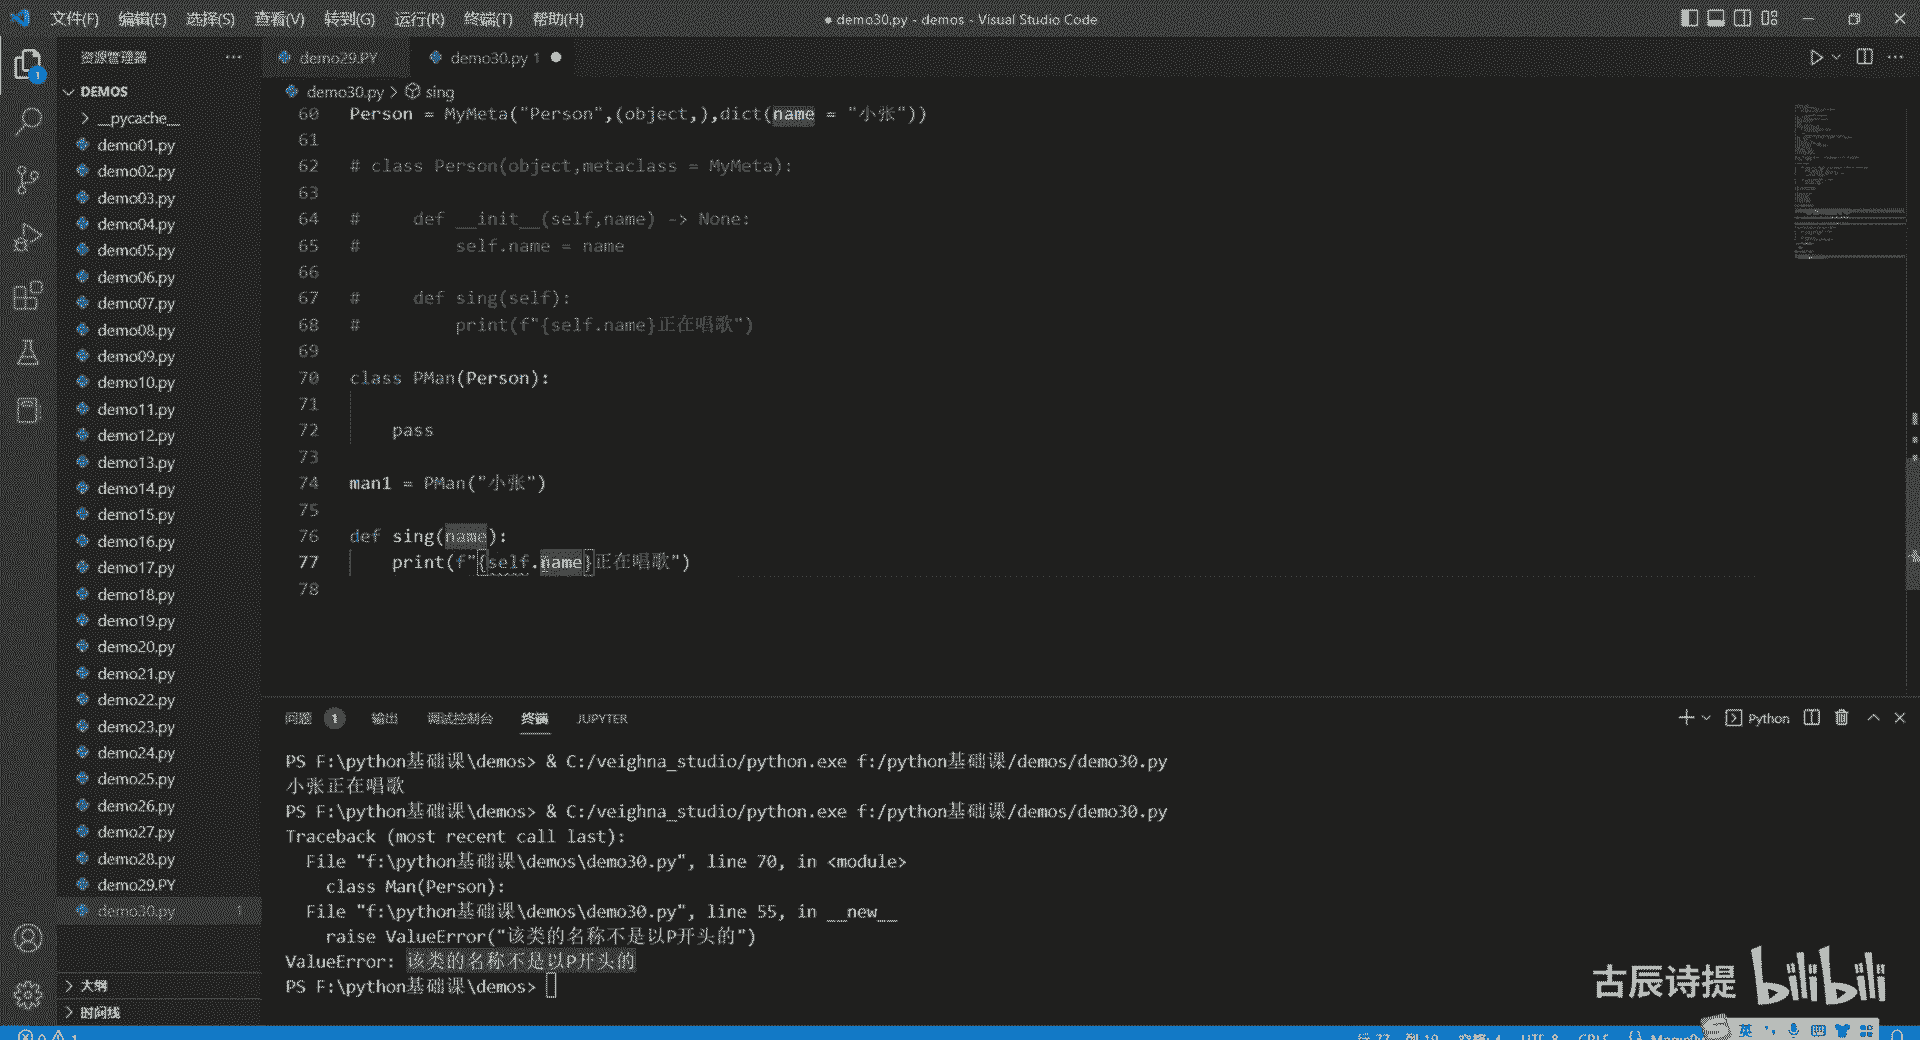 文件(F) 编辑(E) 选择(S) 查看(V) 转到(G) 运行(R) 终端(T) 帮助(H)
● demo30.py - demos - Visual Studio Code
资源管理器 ···
demo29.PY
demo30.py 1 ●
1
DEMOS
demo30.py > sing
__pycache__
demo01.py
demo02.py
demo03.py
demo04.py
demo05.py
demo06.py
demo07.py
demo08.py
demo09.py
demo10.py
demo11.py
demo12.py
demo13.py
demo14.py
demo15.py
demo16.py
demo17.py
demo18.py
demo19.py
demo20.py
demo21.py
demo22.py
demo23.py
demo24.py
demo25.py
demo26.py
demo27.py
demo28.py
demo29.PY
demo30.py 1
大纲
时间线
60 Person = MyMeta("Person",(object,),dict(name = "小张"))
61
62 # class Person(object,metaclass = MyMeta):
63
64 #     def __init__(self,name) -> None:
65 #         self.name = name
66
67 #     def sing(self):
68 #         print(f"{self.name}正在唱歌")
69
70 class PMan(Person):
71
72     pass
73
74 man1 = PMan("小张")
75
76 def sing(name):
77     print(f"{self.name}正在唱歌")
78
问题 1 输出 调试控制台 终端 JUPYTER
Python
PS F:\python基础课\demos> & C:/veighna_studio/python.exe f:/python基础课/demos/demo30.py
小张正在唱歌
PS F:\python基础课\demos> & C:/veighna_studio/python.exe f:/python基础课/demos/demo30.py
Traceback (most recent call last):
  File "f:\python基础课\demos\demo30.py", line 70, in <module>
    class Man(Person):
  File "f:\python基础课\demos\demo30.py", line 55, in __new__
    raise ValueError("该类的名称不是以P开头的")
ValueError: 该类的名称不是以P开头的
PS F:\python基础课\demos>
古辰诗提 bilibili
英